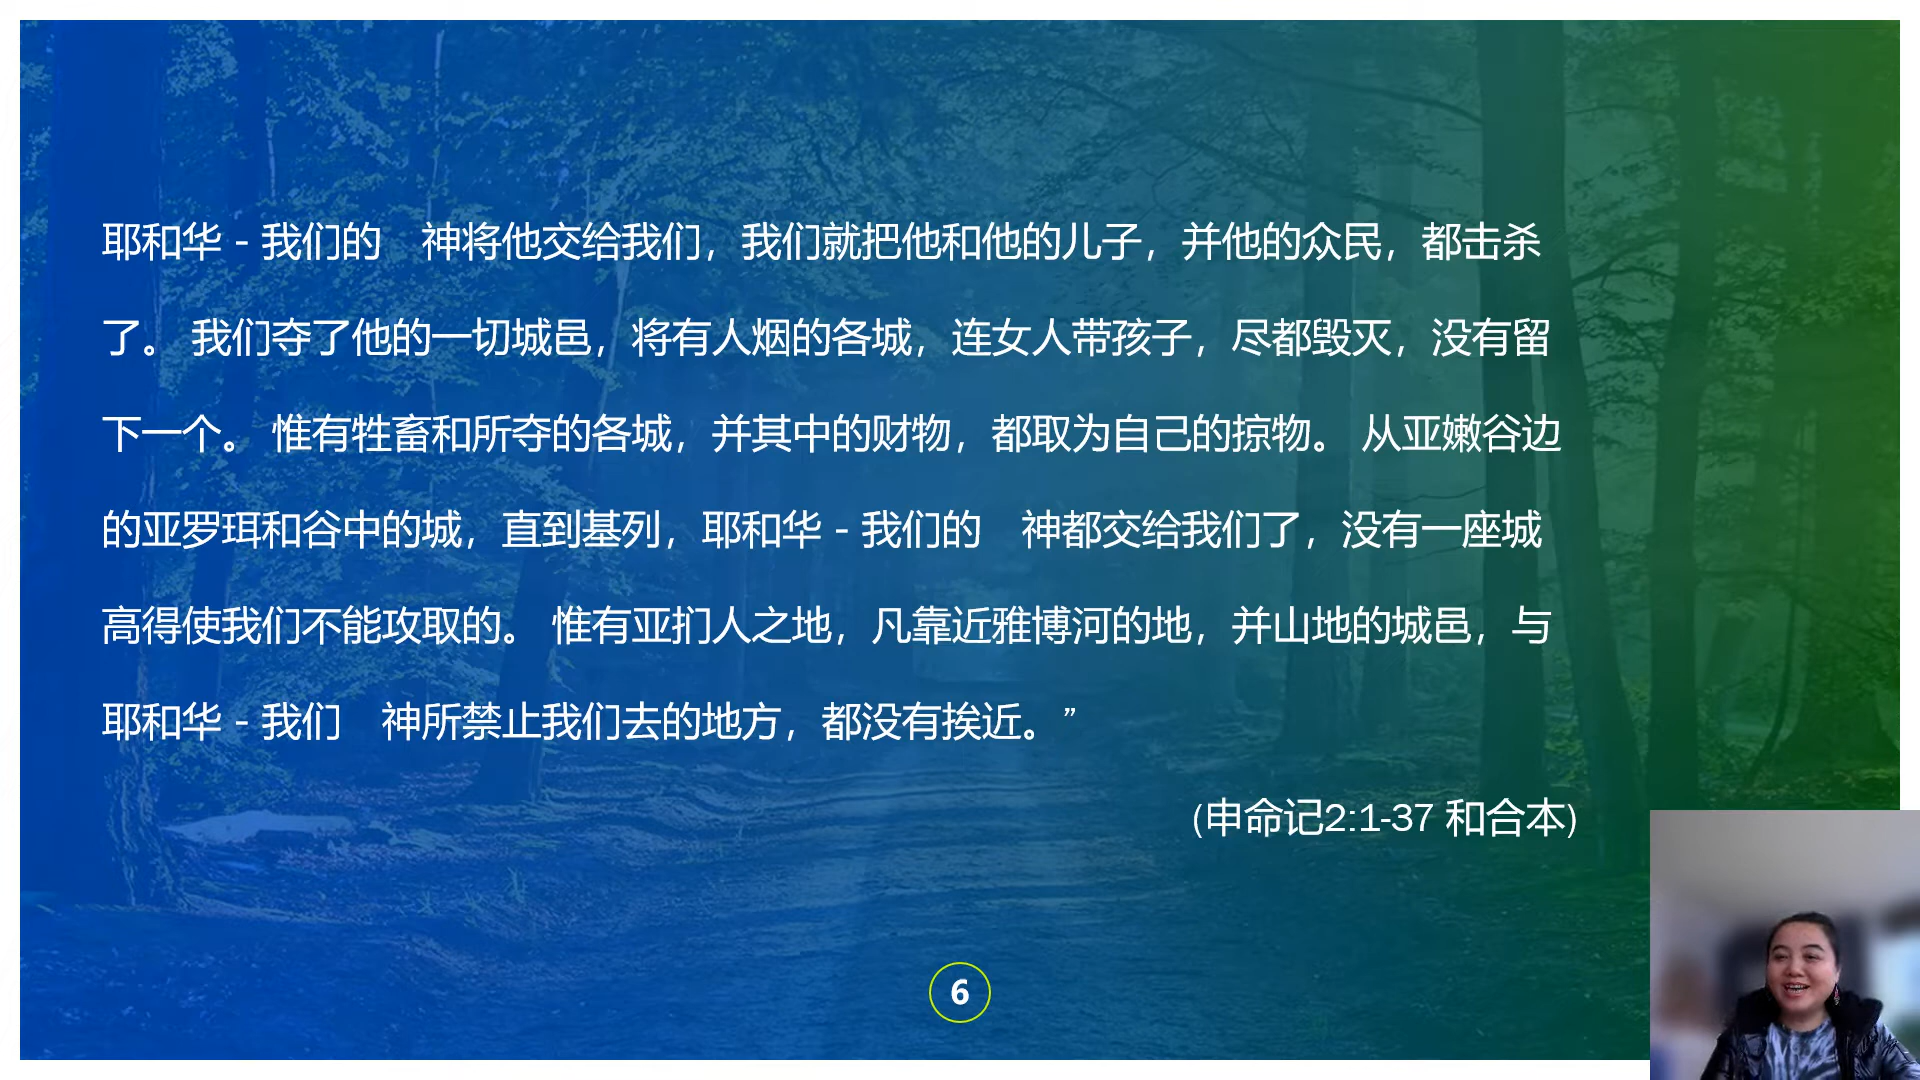 耶和华－我们的　神将他交给我们，我们就把他和他的儿子，并他的众民，都击杀
了。 我们夺了他的一切城邑，将有人烟的各城，连女人带孩子，尽都毁灭，没有留
下一个。 惟有牲畜和所夺的各城，并其中的财物，都取为自己的掠物。 从亚嫩谷边
的亚罗珥和谷中的城，直到基列，耶和华－我们的　神都交给我们了，没有一座城
高得使我们不能攻取的。 惟有亚扪人之地，凡靠近雅博河的地，并山地的城邑，与
耶和华－我们　神所禁止我们去的地方，都没有挨近。”
(申命记2:1-37 和合本)
6